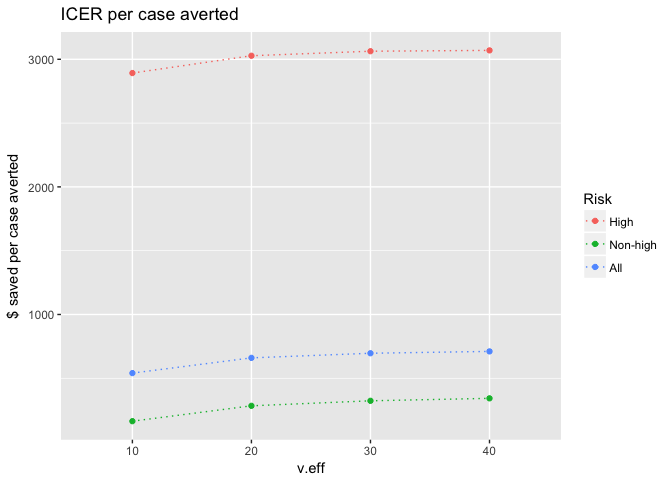 ICER per case averted
$ saved per case averted
3000
2000
1000
10 20 30 40
v.eff
Risk
High
Non-high
All